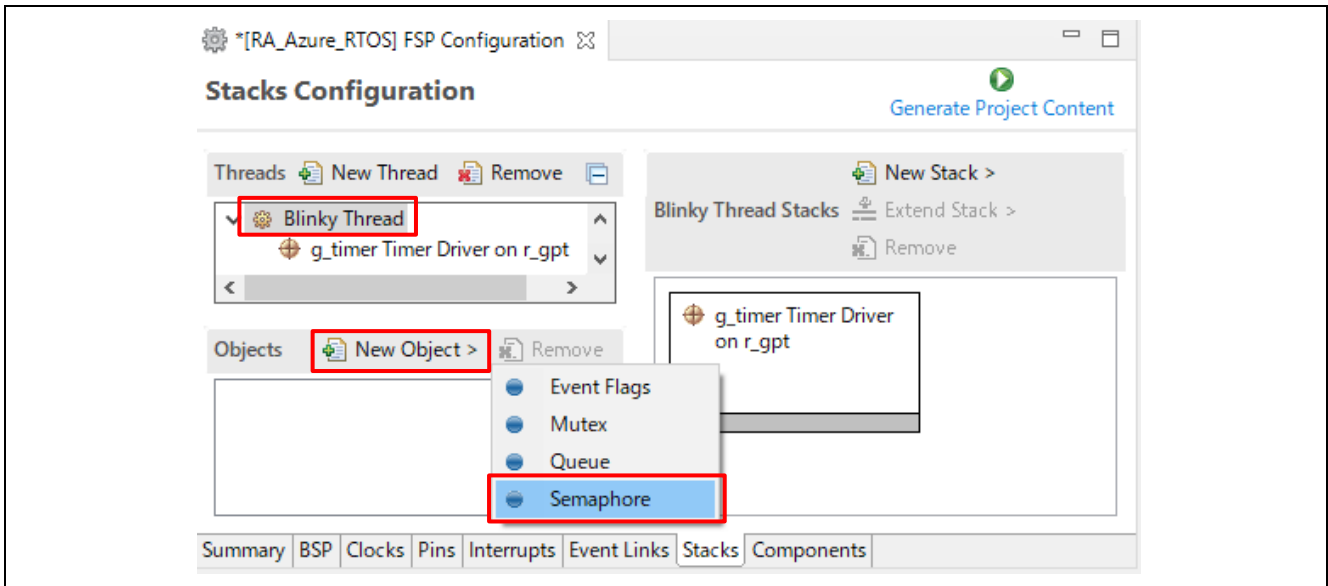 *[RA_Azure_RTOS] FSP Configuration
Stacks Configuration
Generate Project Content
Threads New Thread Remove
Blinky Thread
g_timer Timer Driver on r_gpt
Objects New Object > Remove
Event Flags
Mutex
Queue
Semaphore
New Stack >
Blinky Thread Stacks Extend Stack >
Remove
g_timer Timer Driver
on r_gpt
Summary BSP Clocks Pins Interrupts Event Links Stacks Components